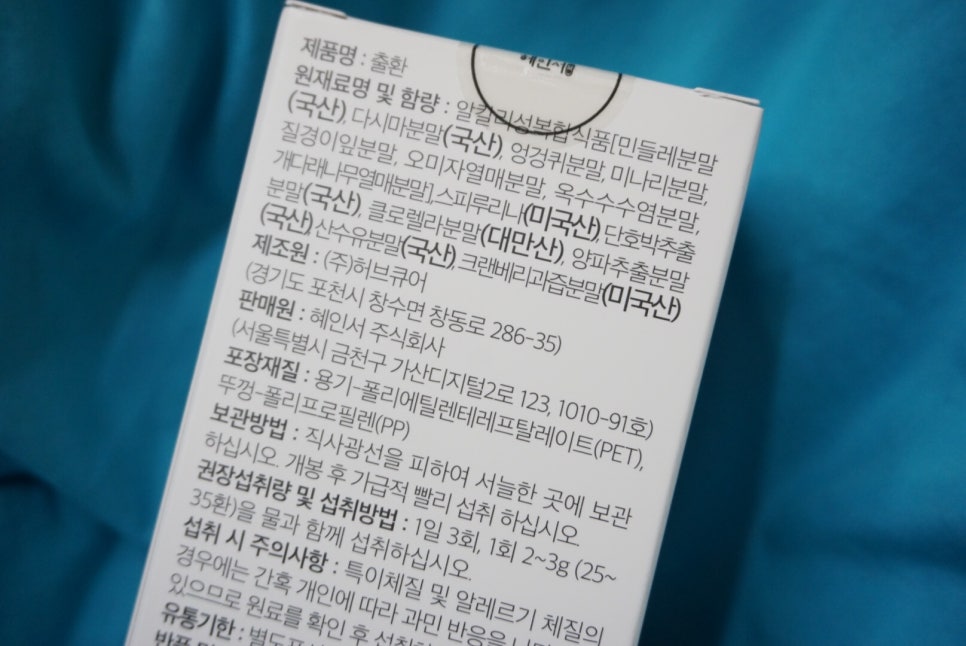 혜인서
제품명 : 출환
원재료명 및 함량 : 알칼리성복합식품[민들레분말
(국산), 다시마분말(국산), 엉겅퀴분말, 미나리분말,
질경이잎분말, 오미자열매분말, 옥수수수염분말,
개다래나무열매분말],스피루리나(미국산),단호박추출
분말(국산), 클로렐라분말(대만산), 양파추출분말
(국산),산수유분말(국산),크랜베리과즙분말(미국산)
제조원 : (주)허브큐어
(경기도 포천시 창수면 창동로 286-35)
판매원 : 혜인서 주식회사
(서울특별시 금천구 가산디지털2로 123, 1010-91호)
포장재질 : 용기-폴리에틸렌테레프탈레이트(PET),
뚜껑-폴리프로필렌(PP)
보관방법 : 직사광선을 피하여 서늘한 곳에 보관
하십시오. 개봉 후 가급적 빨리 섭취 하십시오.
권장섭취량 및 섭취방법 : 1일 3회, 1회 2~3g (25~
35환)을 물과 함께 섭취하십시오.
섭취 시 주의사항 : 특이체질 및 알레르기 체질의
경우에는 간혹 개인에 따라 과민 반응을
있으므로 원료를 확인 후
유통기한 :